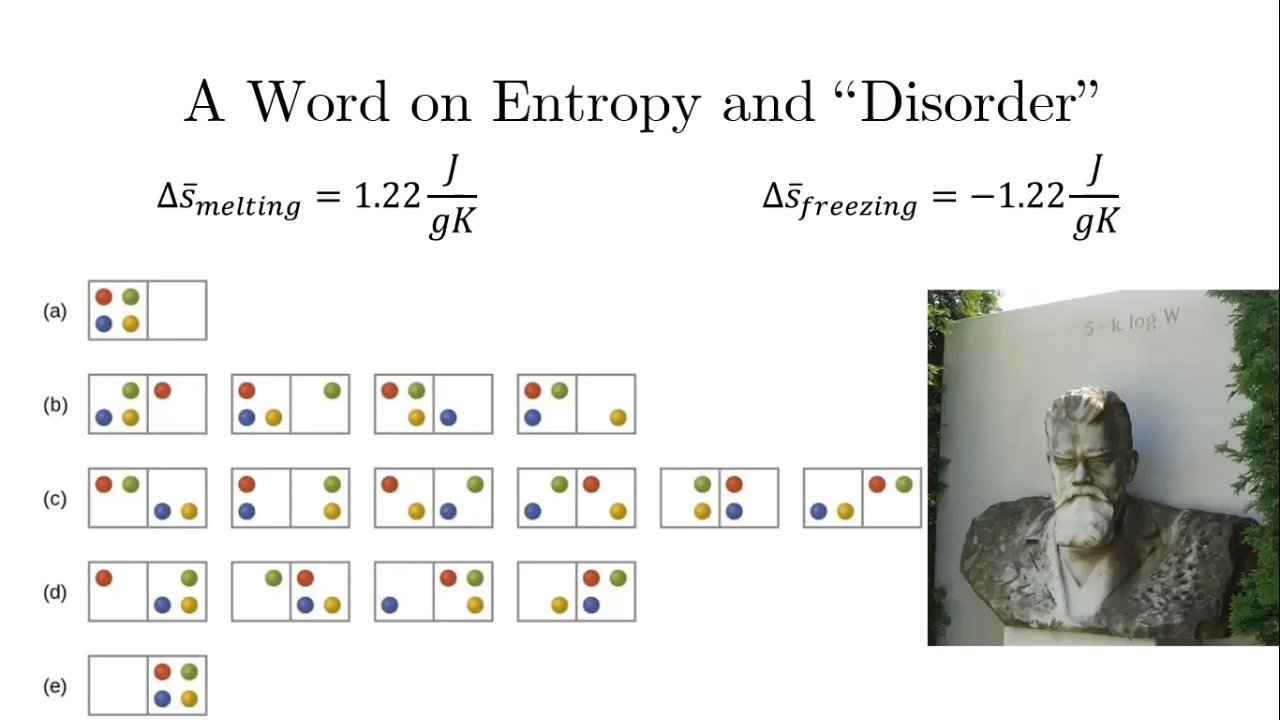 A Word on Entropy and “Disorder”
Δs̄melting = 1.22 J/gK
Δs̄freezing = −1.22 J/gK
(a)
(b)
(c)
(d)
(e)
S = k. log W